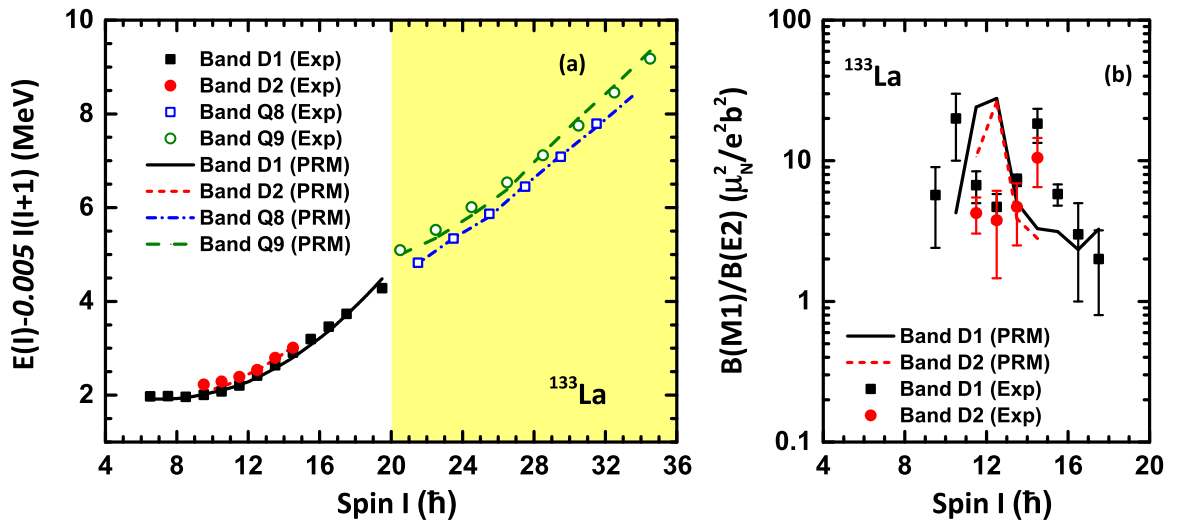 E(I)-0.005 I(I+1) (MeV)
10
8
6
4
2
Band D1 (Exp)
Band D2 (Exp)
Band Q8 (Exp)
Band Q9 (Exp)
Band D1 (PRM)
Band D2 (PRM)
Band Q8 (PRM)
Band Q9 (PRM)
(a)
¹³³La
4 8 12 16 20 24 28 32 36
Spin I (ħ)
B(M1)/B(E2) (μ²_N/e²b²)
100
10
1
0.1
¹³³La
(b)
Band D1 (PRM)
Band D2 (PRM)
Band D1 (Exp)
Band D2 (Exp)
4 8 12 16 20
Spin I (ħ)